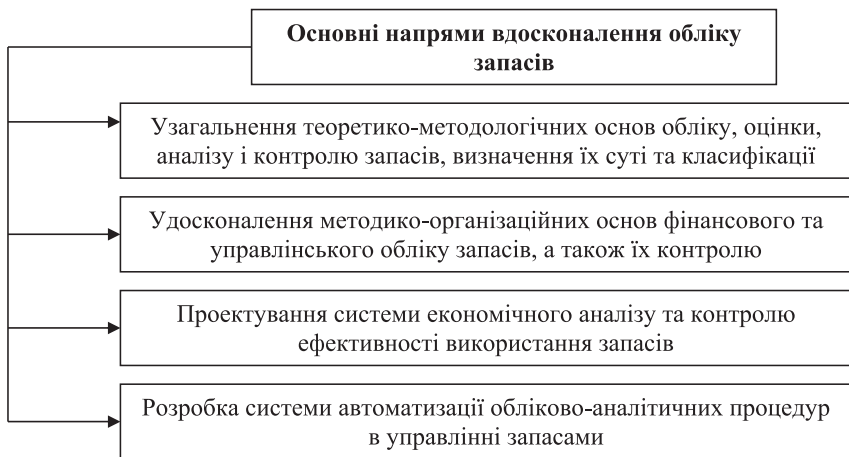 Основні напрями вдосконалення обліку
запасів
Узагальнення теоретико-методологічних основ обліку, оцінки,
аналізу і контролю запасів, визначення їх суті та класифікації
Удосконалення методико-організаційних основ фінансового та
управлінського обліку запасів, а також їх контролю
Проектування системи економічного аналізу та контролю
ефективності використання запасів
Розробка системи автоматизації обліково-аналітичних процедур
в управлінні запасами